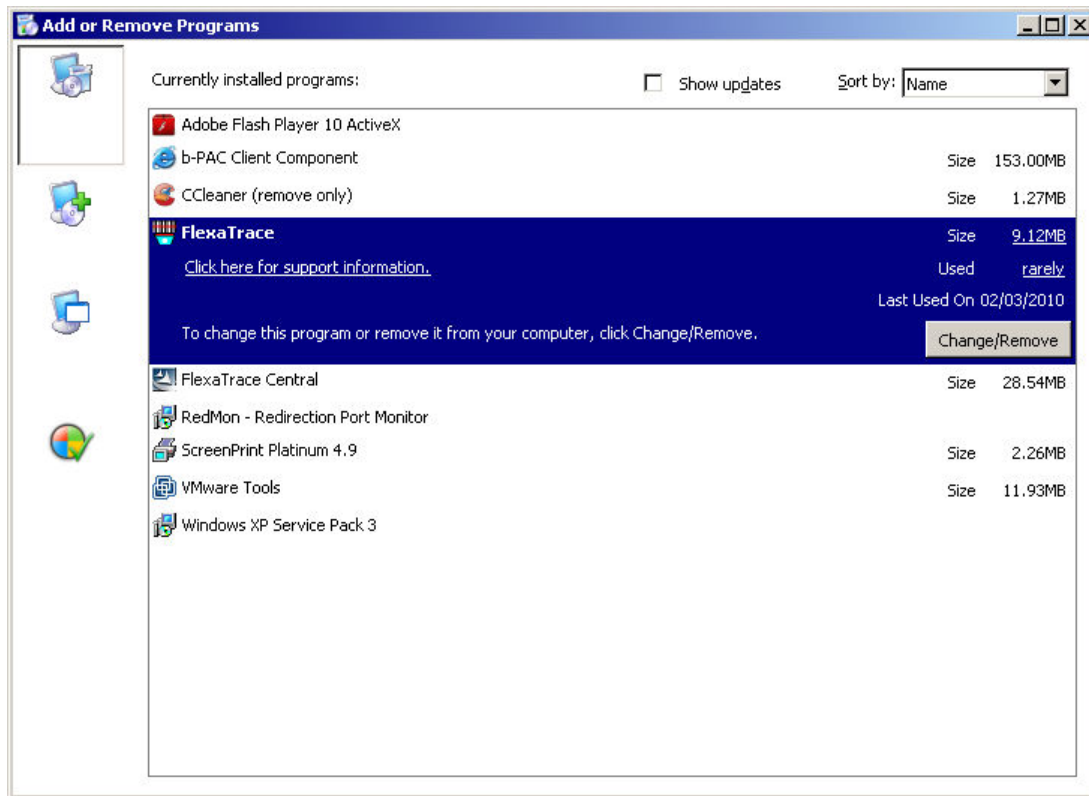 Add or Remove Programs
Currently installed programs: Show updates Sort by: Name
Adobe Flash Player 10 ActiveX
b-PAC Client Component Size 153.00MB
CCleaner (remove only) Size 1.27MB
FlexaTrace Size 9.12MB
Click here for support information. Used rarely
Last Used On 02/03/2010
To change this program or remove it from your computer, click Change/Remove. Change/Remove
FlexaTrace Central Size 28.54MB
RedMon - Redirection Port Monitor
ScreenPrint Platinum 4.9 Size 2.26MB
VMware Tools Size 11.93MB
Windows XP Service Pack 3